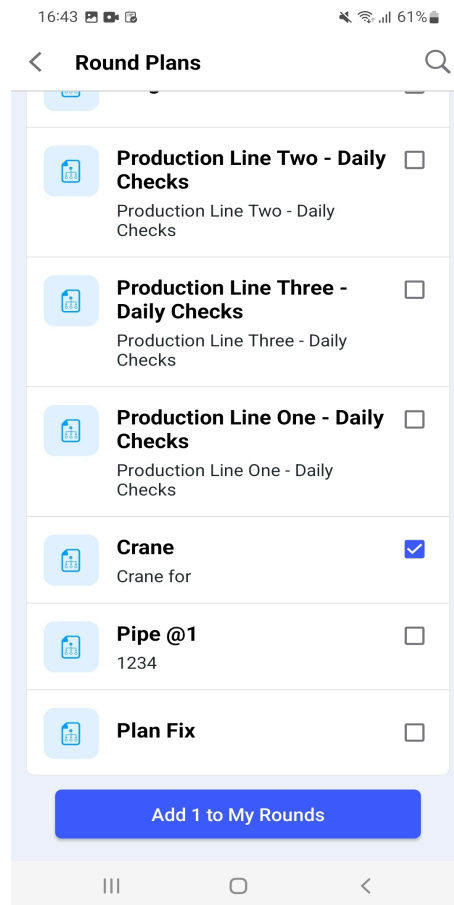 16:43
61%
Round Plans
Production Line Two - Daily
Checks
Production Line Two - Daily
Checks
Production Line Three -
Daily Checks
Production Line Three - Daily
Checks
Production Line One - Daily
Checks
Production Line One - Daily
Checks
Crane
Crane for
Pipe @1
1234
Plan Fix
Add 1 to My Rounds